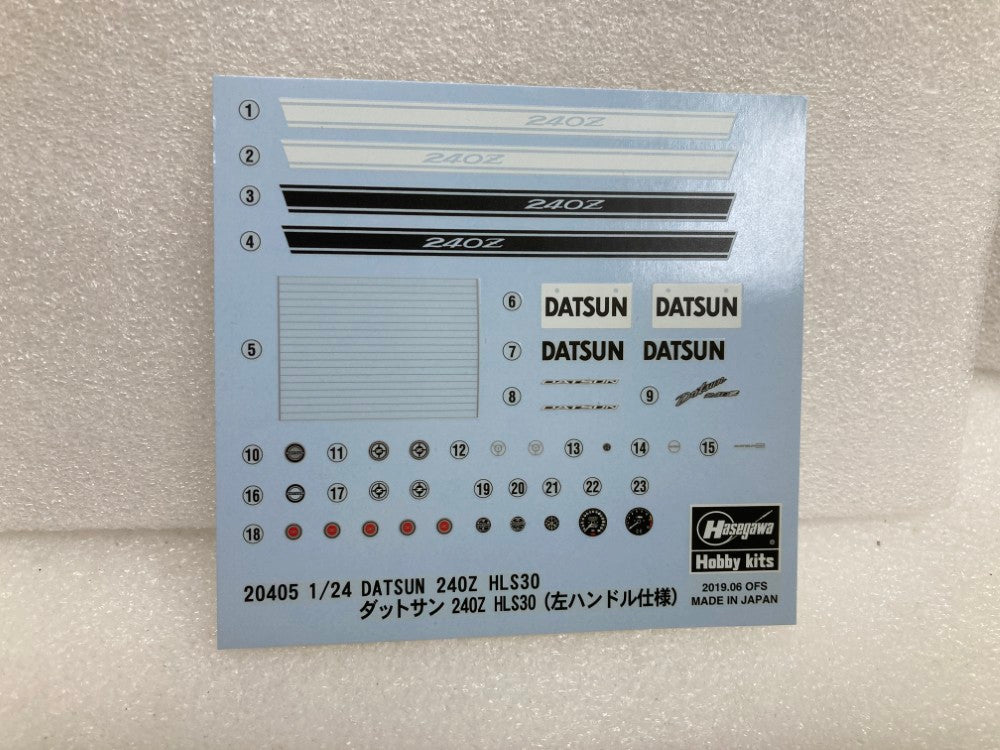 1 240Z
2 240Z
3 240Z
4 240Z
5
6 DATSUN DATSUN
7 DATSUN DATSUN
8 DATSUN
DATSUN
9 Datsun
10 11 12 13 14 15
16 17 19 20 21 22 23
18
Hasegawa
Hobby kits
20405 1/24 DATSUN 240Z HLS30
ダットサン 240Z HLS30 (左ハンドル仕様)
2019.06 OFS
MADE IN JAPAN